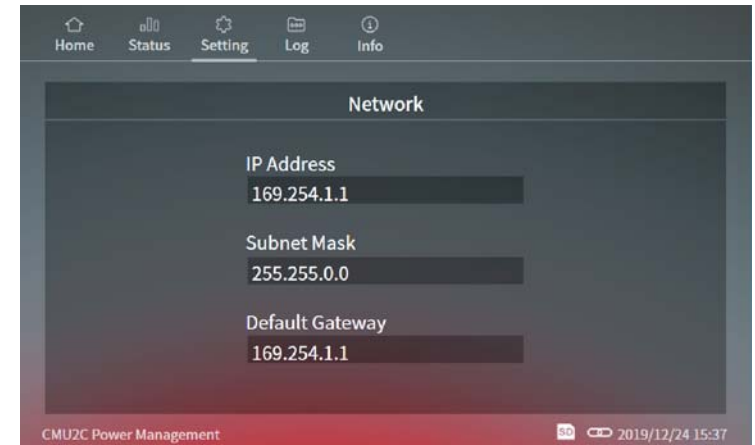 Home Status Setting Log Info
Network
IP Address
169.254.1.1
Subnet Mask
255.255.0.0
Default Gateway
169.254.1.1
CMU2C Power Management SD 2019/12/24 15:37